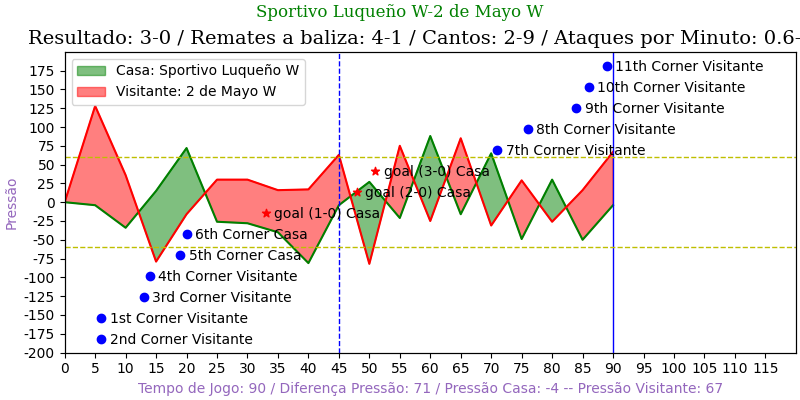 Sportivo Luqueño W-2 de Mayo W
Resultado: 3-0 / Remates a baliza: 4-1 / Cantos: 2-9 / Ataques por Minuto: 0.6-
Casa: Sportivo Luqueño W
Visitante: 2 de Mayo W
11th Corner Visitante
10th Corner Visitante
9th Corner Visitante
8th Corner Visitante
7th Corner Visitante
goal (3-0) Casa
goal (2-0) Casa
goal (1-0) Casa
6th Corner Casa
5th Corner Casa
4th Corner Visitante
3rd Corner Visitante
1st Corner Visitante
2nd Corner Visitante
Pressão
175
150
125
100
75
50
25
0
-25
-50
-75
-100
-125
-150
-175
-200
0 5 10 15 20 25 30 35 40 45 50 55 60 65 70 75 80 85 90 95 100 105 110 115
Tempo de Jogo: 90 / Diferença Pressão: 71 / Pressão Casa: -4 -- Pressão Visitante: 67